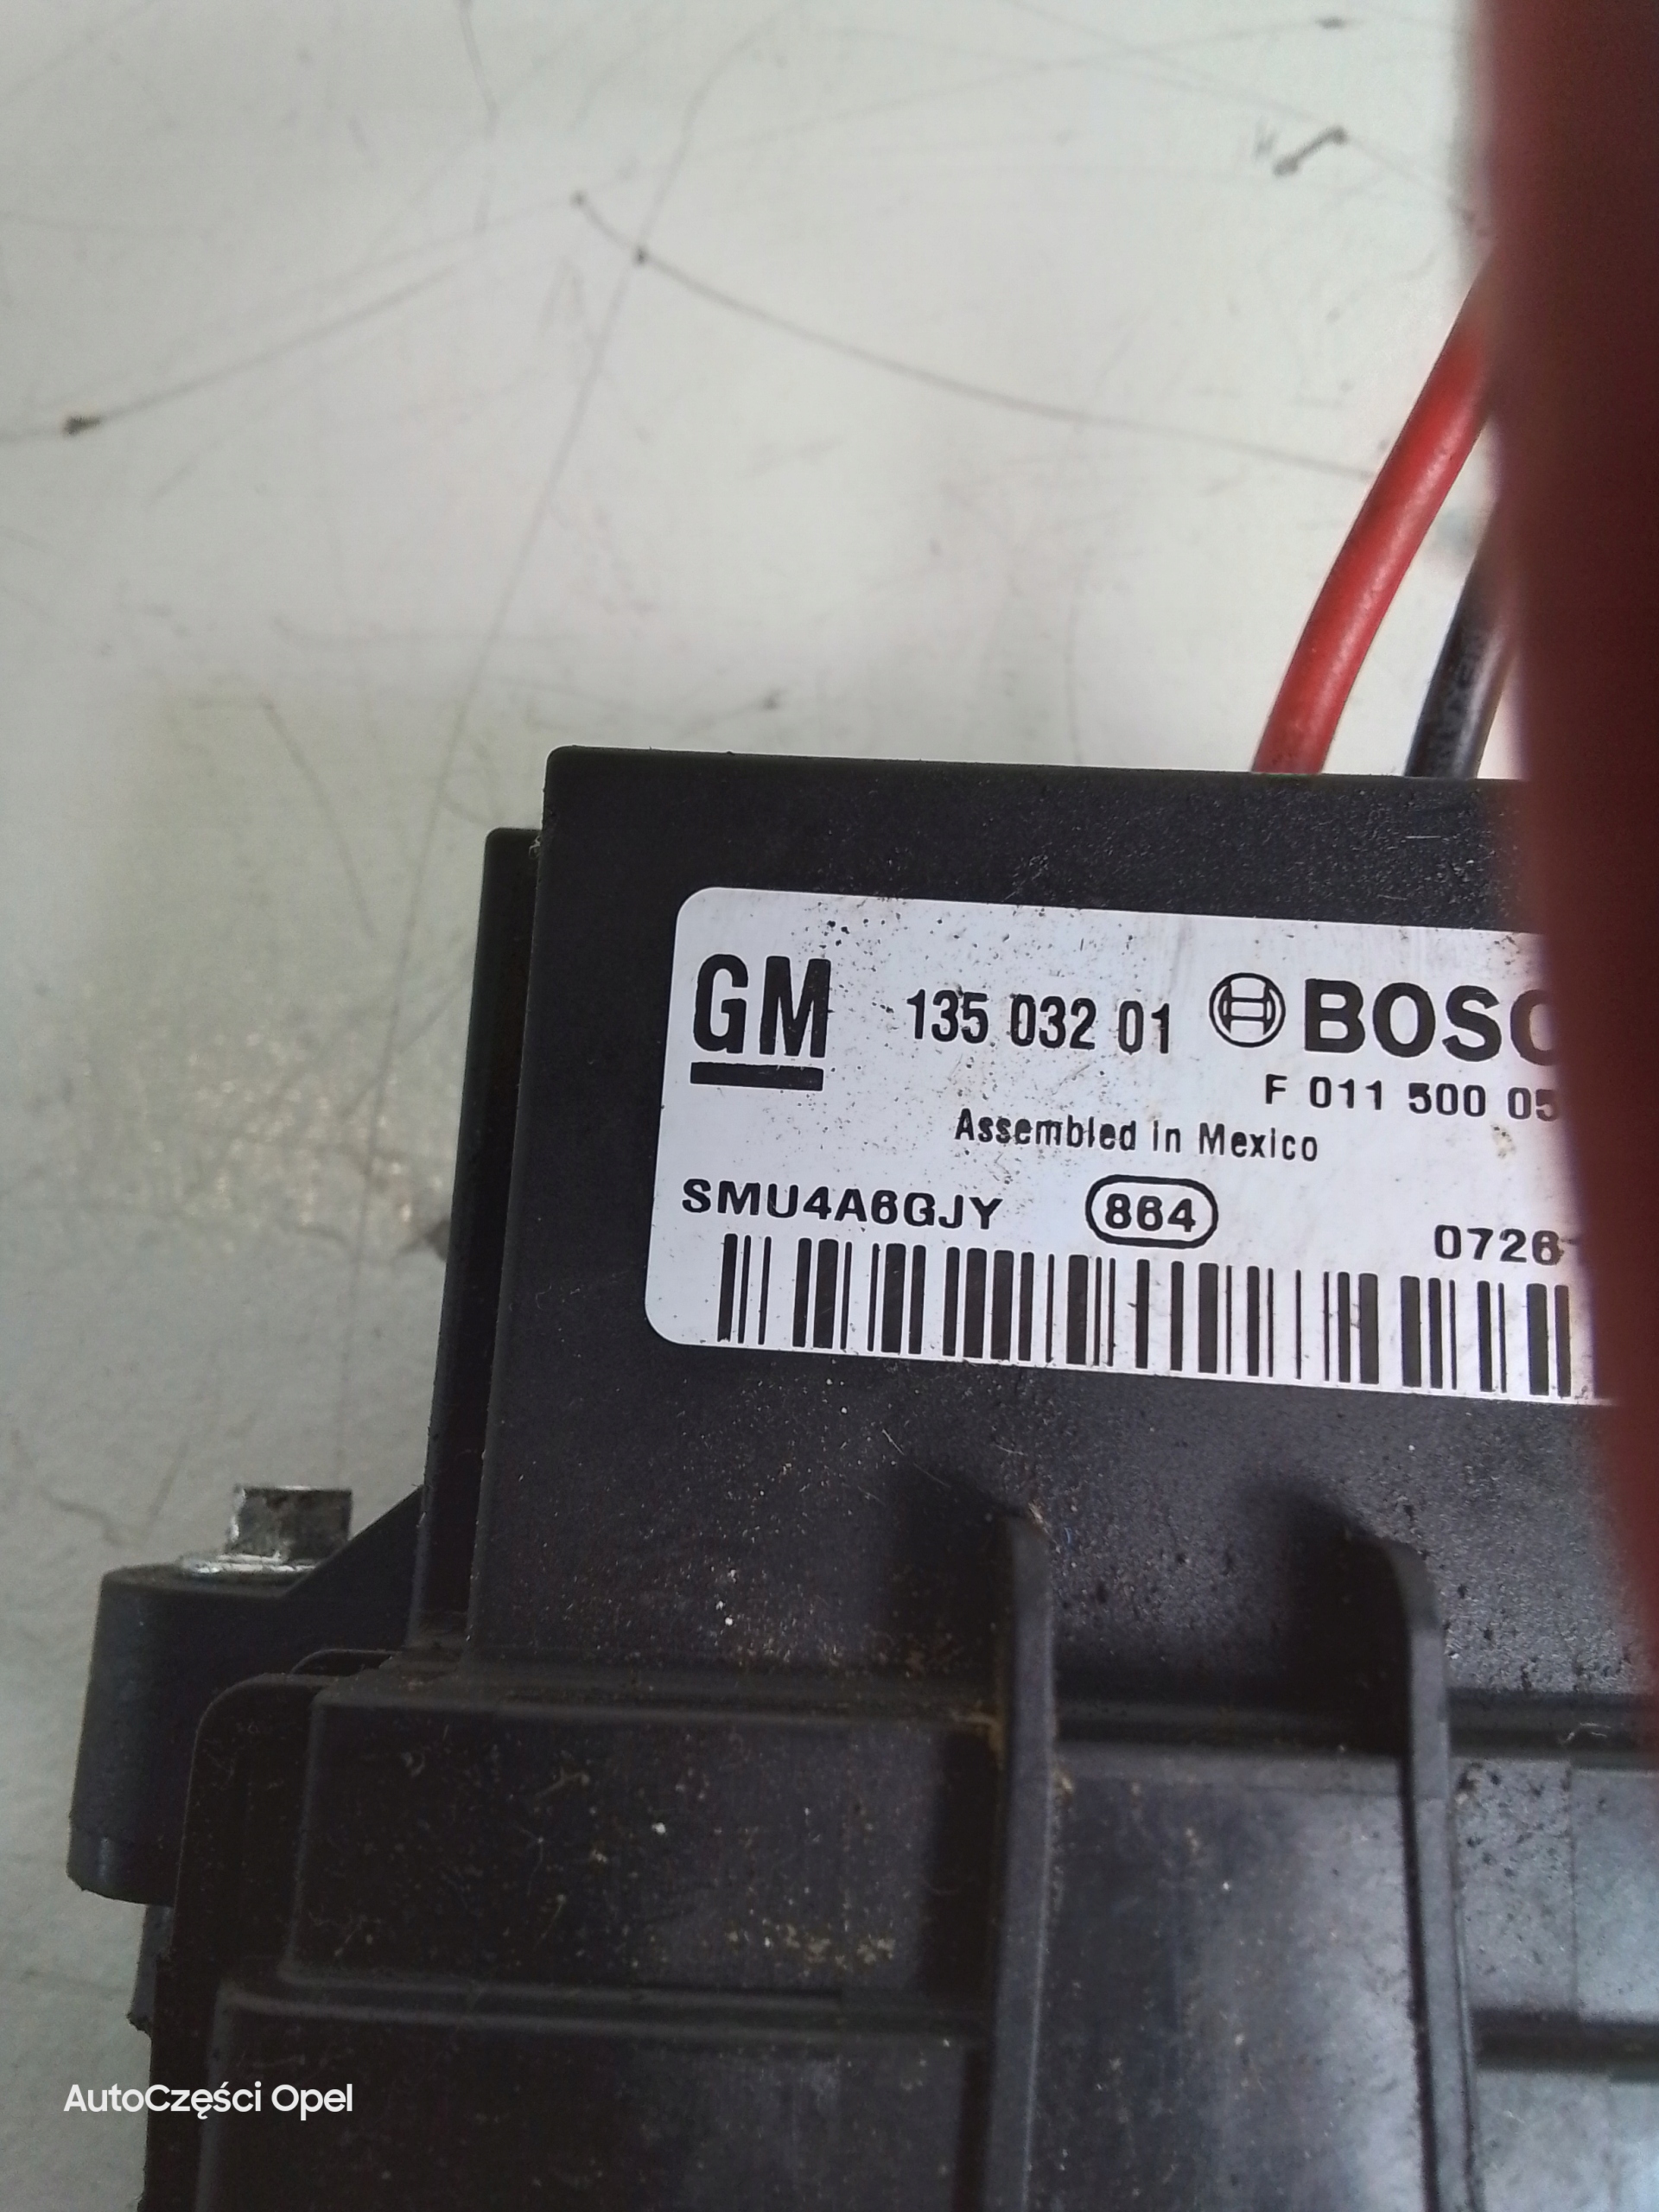 GM 135 032 01 BOSC
F 011 500 05
Assembled in Mexico
SMU4A6GJY 864 0726
AutoCzęści Opel